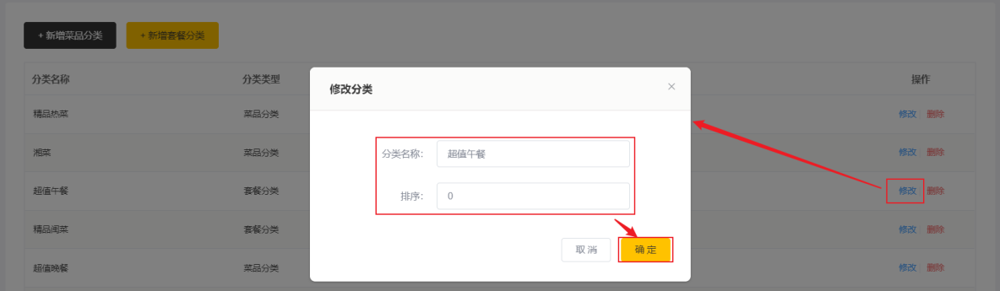 + 新增菜品分类 + 新增套餐分类
分类名称 分类类型 操作
修改分类 ×
精品热菜 菜品分类 修改 删除
湘菜 菜品分类 修改 删除
分类名称: 超值午餐
超值午餐 套餐分类 修改 删除
排序: 0
精品闽菜 套餐分类 修改 删除
取消 确定
超值晚餐 菜品分类 修改 删除